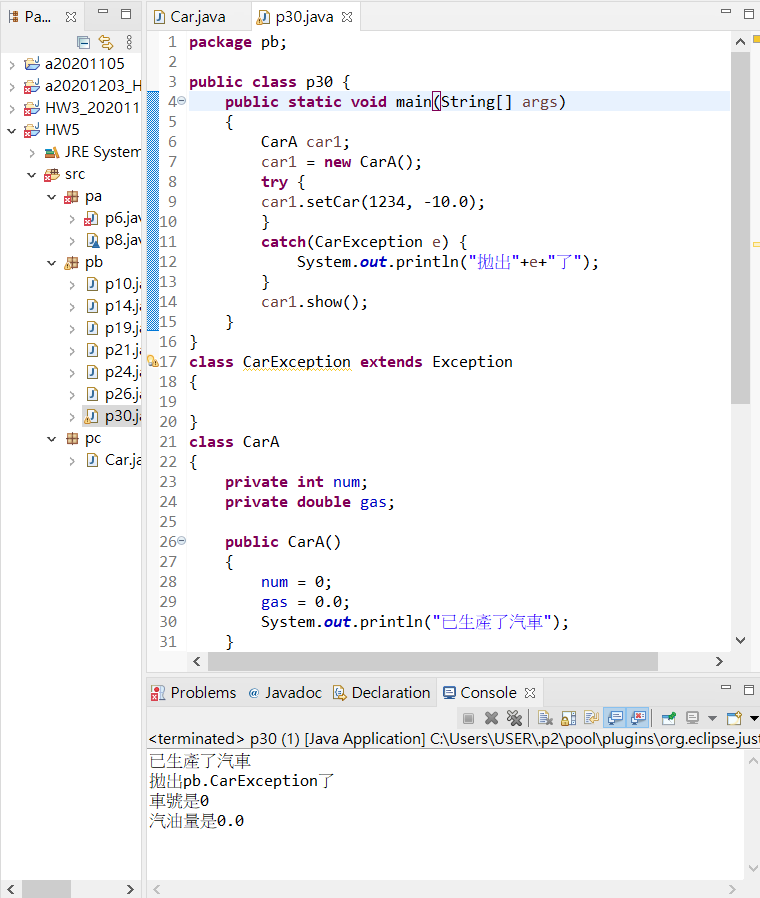 Pa...
Car.java
p30.java
a20201105
a20201203_H
HW3_202011
HW5
JRE System
src
pa
p6.jav
p8.jav
pb
p10.j
p14.j
p19.j
p21.j
p24.j
p26.j
p30.j
pc
Car.ja
1 package pb;
2
3 public class p30 {
4 public static void main(String[] args)
5 {
6 CarA car1;
7 car1 = new CarA();
8 try {
9 car1.setCar(1234, -10.0);
10 }
11 catch(CarException e) {
12 System.out.println("拋出"+e+"了");
13 }
14 car1.show();
15 }
16 }
17 class CarException extends Exception
18 {
19
20 }
21 class CarA
22 {
23 private int num;
24 private double gas;
25
26 public CarA()
27 {
28 num = 0;
29 gas = 0.0;
30 System.out.println("已生產了汽車");
31 }
Problems @ Javadoc Declaration Console
<terminated> p30 (1) [Java Application] C:\Users\USER\.p2\pool\plugins\org.eclipse.just
已生產了汽車
拋出pb.CarException了
車號是0
汽油量是0.0